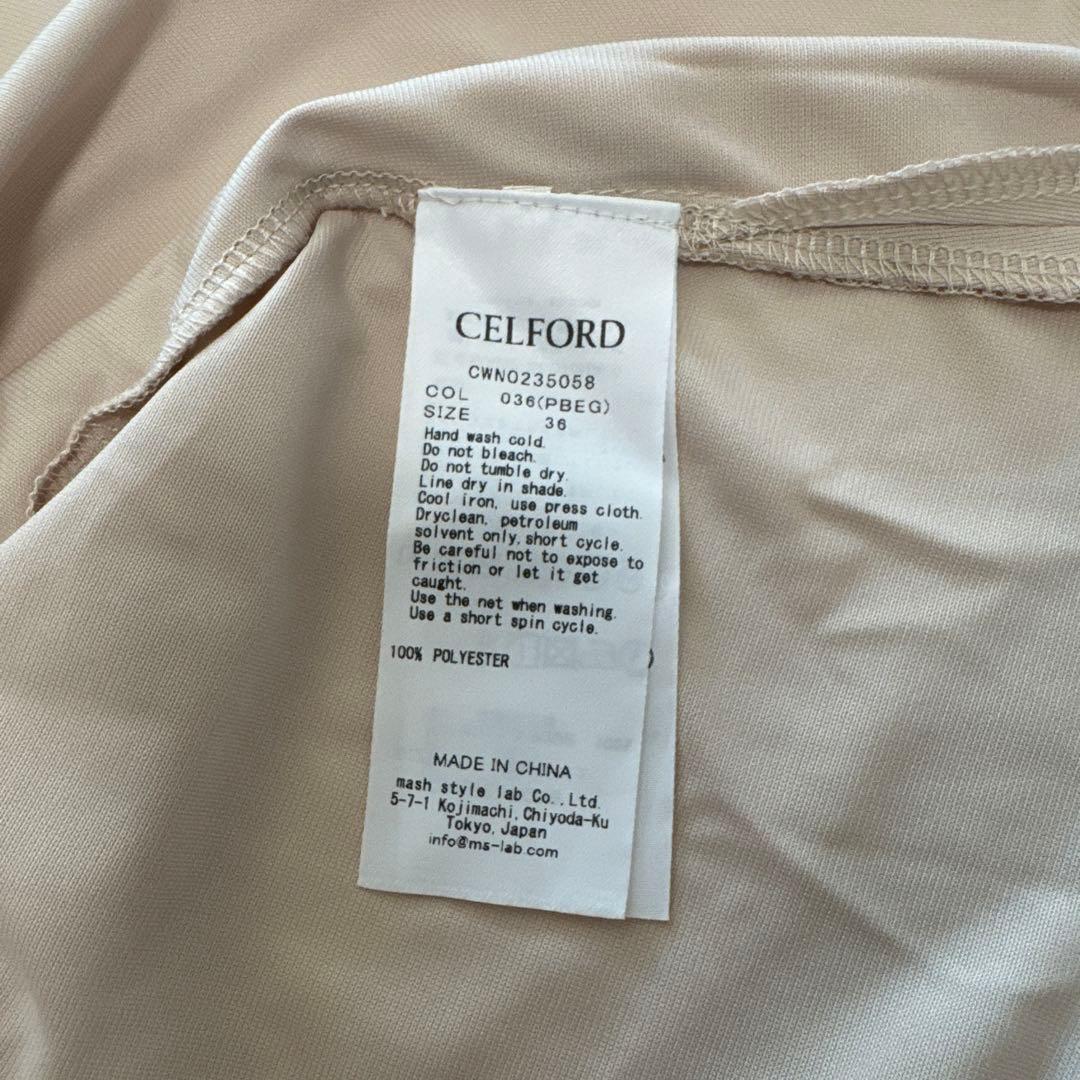 CELFORD
CWNO235058
COL 036(PBEG)
SIZE 36
Hand wash cold.
Do not bleach.
Do not tumble dry.
Line dry in shade.
Cool iron, use press cloth.
Dryclean, petroleum
solvent only, short cycle.
Be careful not to expose to
friction or let it get
caught.
Use the net when washing.
Use a short spin cycle.
100% POLYESTER
MADE IN CHINA
mash style lab Co.,Ltd.
5-7-1 Kojimachi, Chiyoda-Ku
Tokyo, Japan
info@ms-lab.com